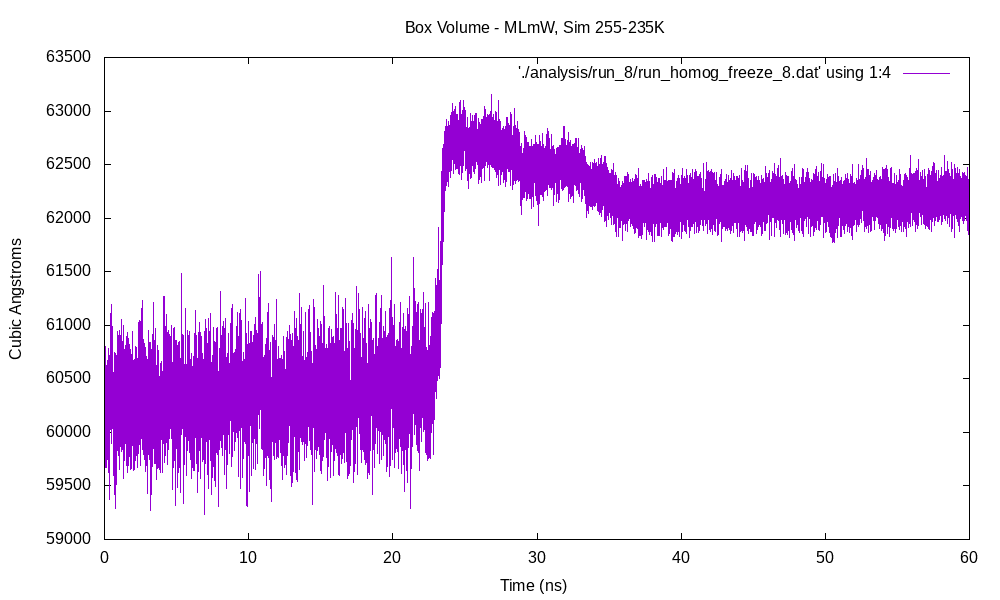 Box Volume - MLmW, Sim 255-235K
'./analysis/run_8/run_homog_freeze_8.dat' using 1:4
63500
63000
62500
62000
61500
61000
60500
60000
59500
59000
Cubic Angstroms
0 10 20 30 40 50 60
Time (ns)